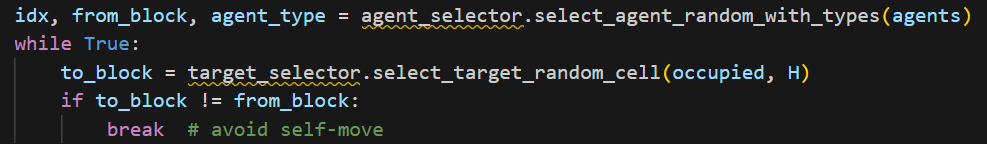 idx, from_block, agent_type = agent_selector.select_agent_random_with_types(agents)
while True:
    to_block = target_selector.select_target_random_cell(occupied, H)
    if to_block != from_block:
        break  # avoid self-move